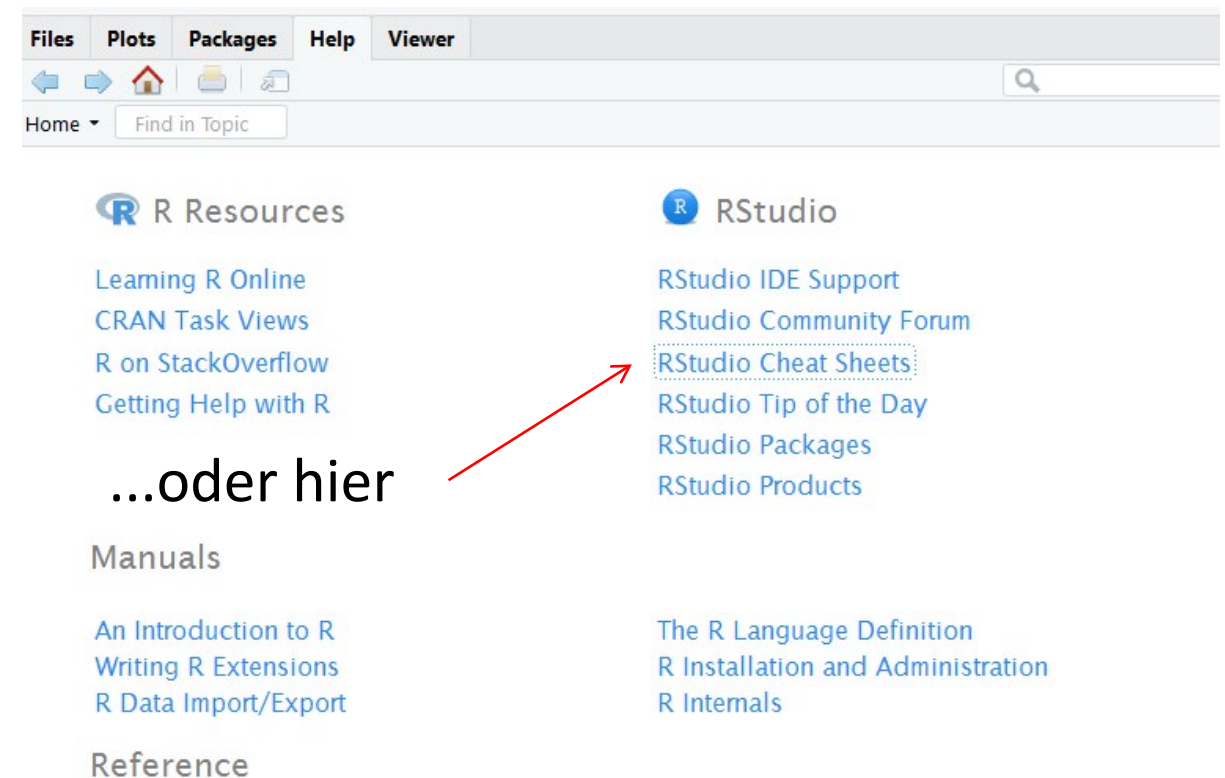 Files Plots Packages Help Viewer
Home Find in Topic
R R Resources
Learning R Online
CRAN Task Views
R on StackOverflow
Getting Help with R
R RStudio
RStudio IDE Support
RStudio Community Forum
RStudio Cheat Sheets
RStudio Tip of the Day
RStudio Packages
RStudio Products
...oder hier
Manuals
An Introduction to R
Writing R Extensions
R Data Import/Export
The R Language Definition
R Installation and Administration
R Internals
Reference